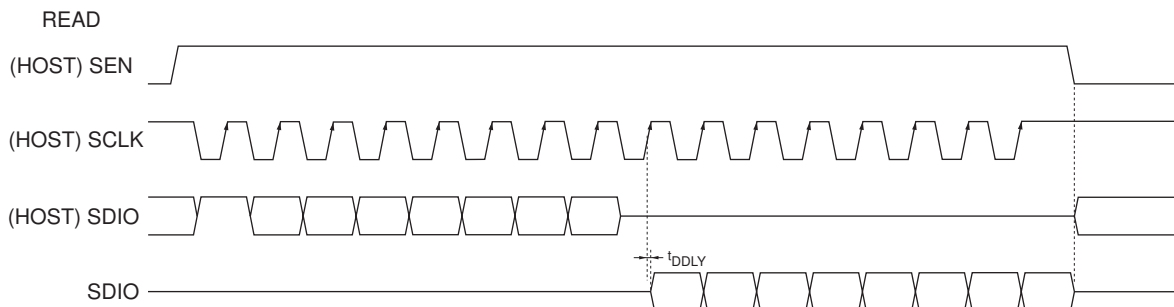 READ
(HOST) SEN
(HOST) SCLK
(HOST) SDIO
tDDLY
SDIO